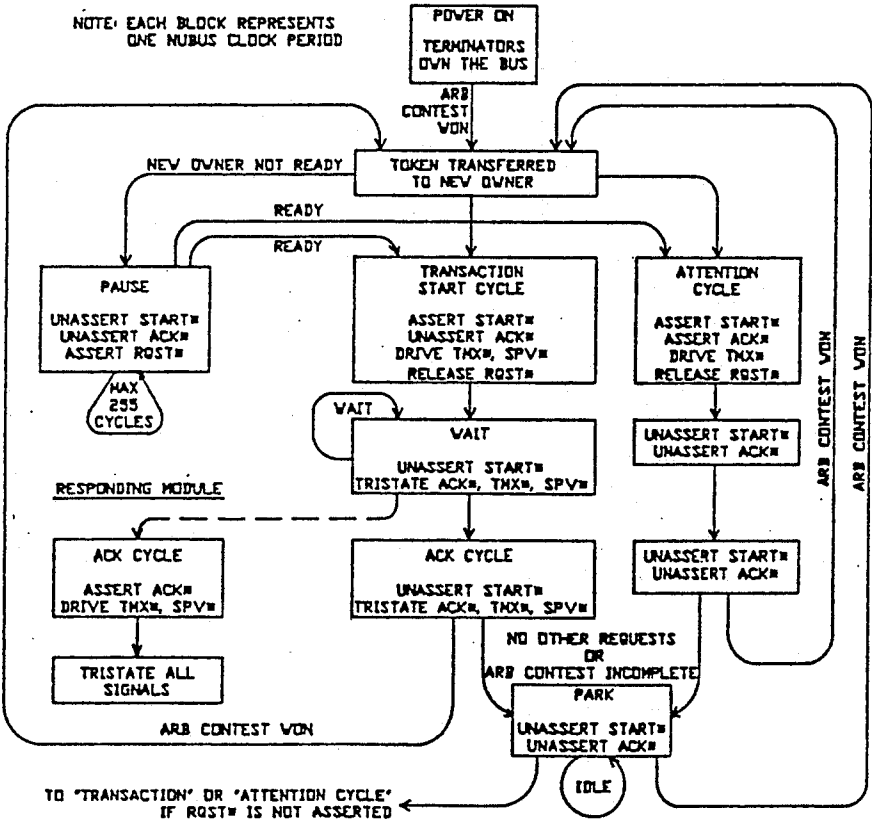 NOTE: EACH BLOCK REPRESENTS
ONE NUBUS CLOCK PERIOD
POWER ON
TERMINATORS
OWN THE BUS
ARB
CONTEST
WON
TOKEN TRANSFERRED
TO NEW OWNER
NEW OWNER NOT READY
READY
READY
PAUSE
UNASSERT START*
UNASSERT ACK*
ASSERT RQST*
MAX
255
CYCLES
TRANSACTION
START CYCLE
ASSERT START*
UNASSERT ACK*
DRIVE TMX*, SPV*
RELEASE RQST*
ATTENTION
CYCLE
ASSERT START*
ASSERT ACK*
DRIVE TMX*
RELEASE RQST*
WAIT
WAIT
UNASSERT START*
TRISTATE ACK*, TMX*, SPV*
UNASSERT START*
UNASSERT ACK*
RESPONDING MODULE
ACK CYCLE
ASSERT ACK*
DRIVE TMX*, SPV*
ACK CYCLE
UNASSERT START*
TRISTATE ACK*, TMX*, SPV*
UNASSERT START*
UNASSERT ACK*
ARB CONTEST WON
ARB CONTEST WON
TRISTATE ALL
SIGNALS
NO OTHER REQUESTS
OR
ARB CONTEST INCOMPLETE
PARK
UNASSERT START*
UNASSERT ACK*
ARB CONTEST WON
IDLE
TO "TRANSACTION" OR "ATTENTION CYCLE"
IF RQST* IS NOT ASSERTED